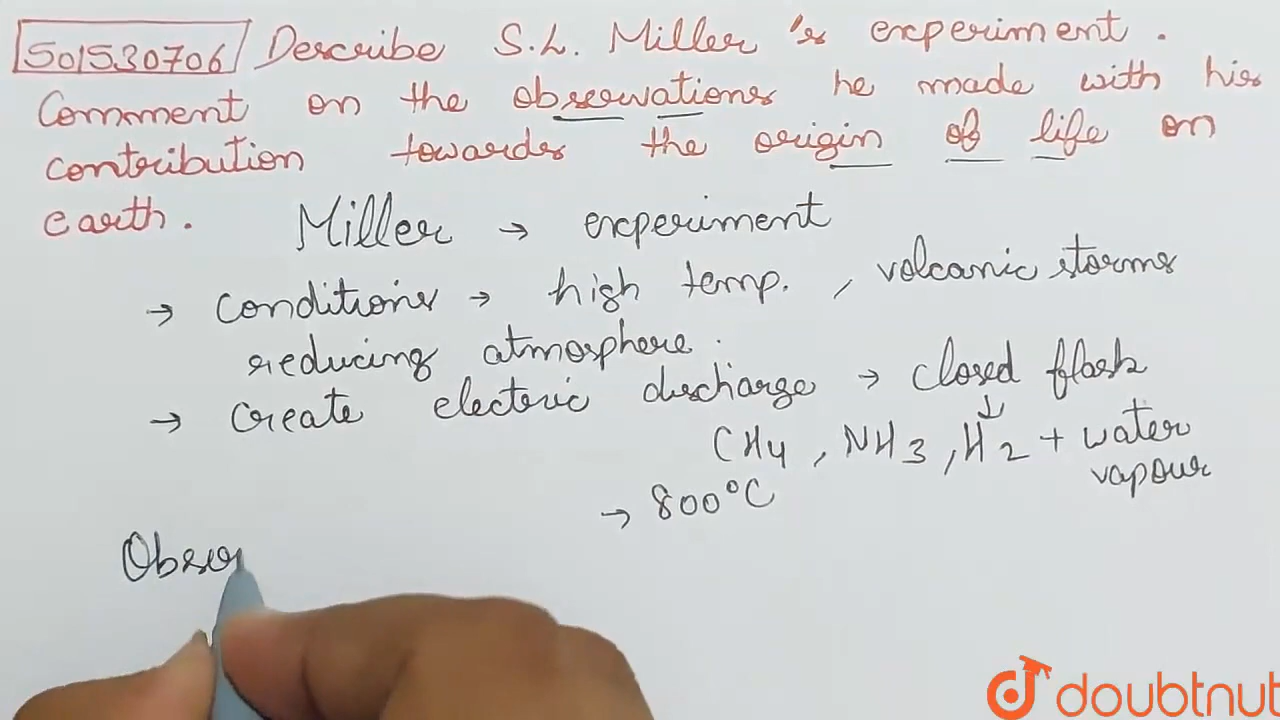 501530706 Describe S.L. Miller's experiment.
Comment on the observations he made with his
contribution towards the origin of life on
earth.
Miller → experiment
→ conditions → high temp. , volcanic storms
reducing atmosphere.
→ Create electric discharge → closed flask
↓
CH4 , NH3 , H2 + water
vapour
→ 800°C
Obser
doubtnut